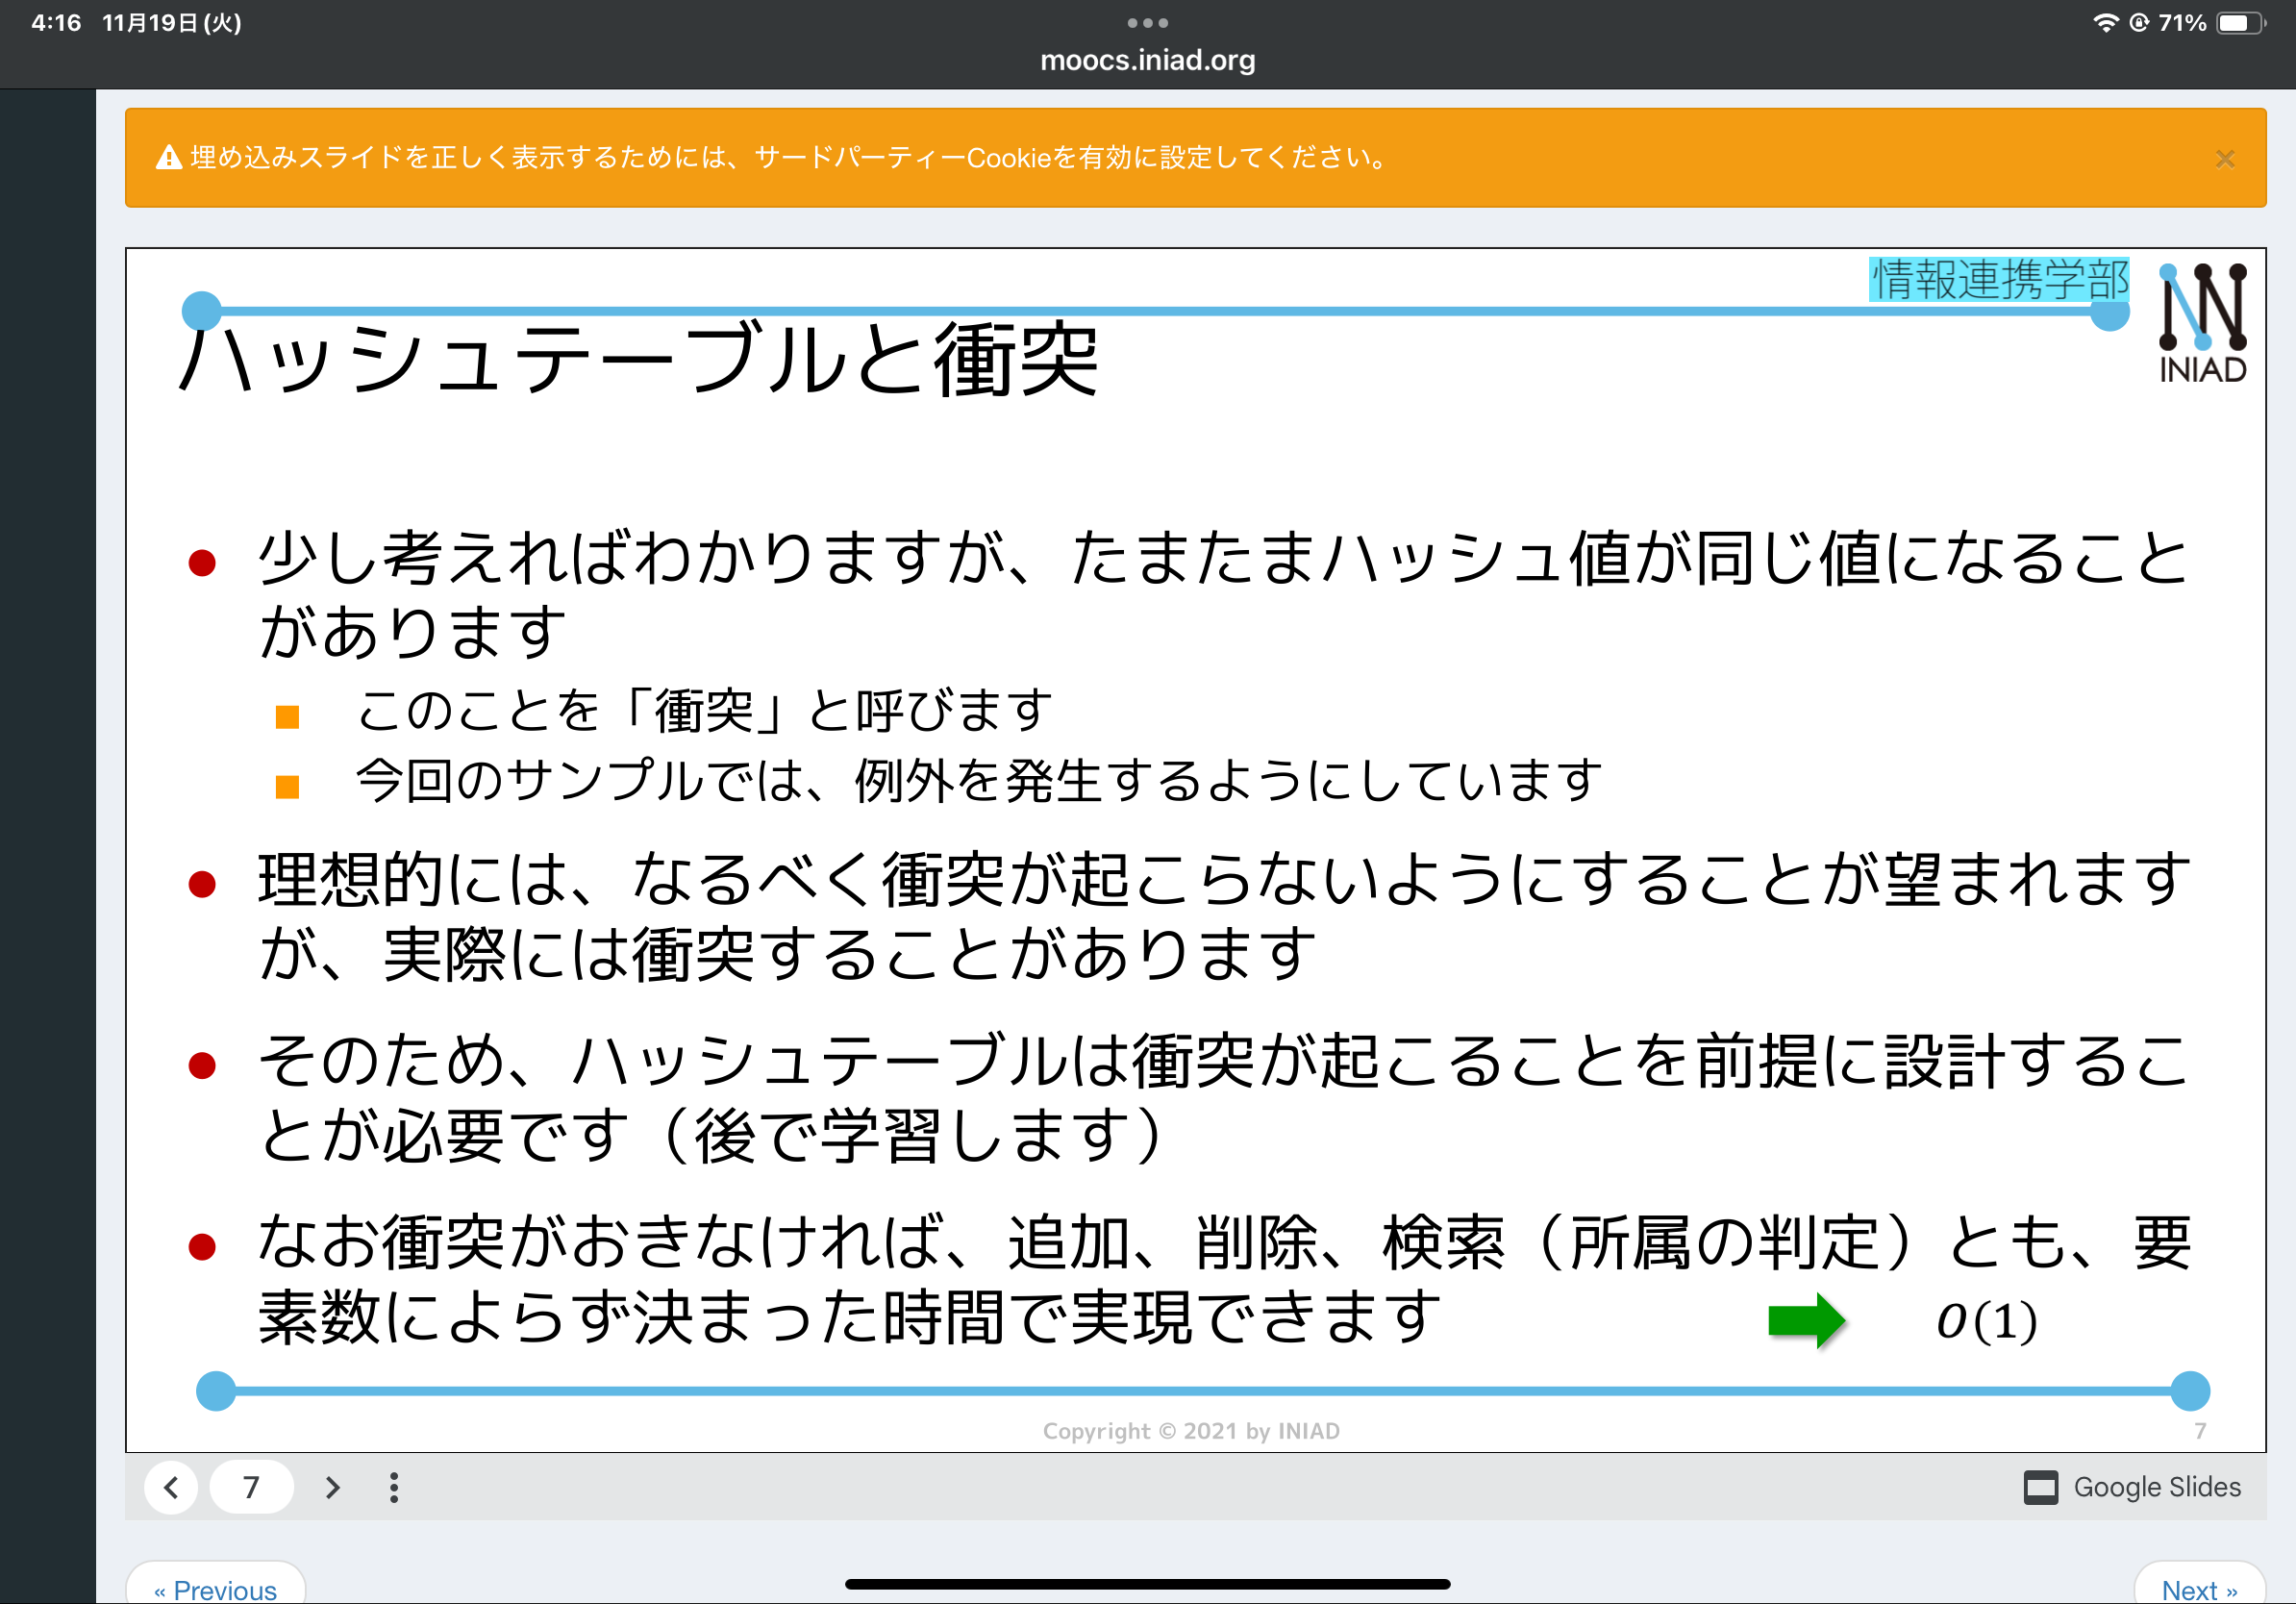 4:16 11月19日(火)
71%
moocs.iniad.org
埋め込みスライドを正しく表示するためには、サードパーティーCookieを有効に設定してください。
×
情報連携学部
INIAD
ハッシュテーブルと衝突
● 少し考えればわかりますが、たまたまハッシュ値が同じ値になること
があります
■ このことを「衝突」と呼びます
■ 今回のサンプルでは、例外を発生するようにしています
● 理想的には、なるべく衝突が起こらないようにすることが望まれます
が、実際には衝突することがあります
● そのため、ハッシュテーブルは衝突が起こることを前提に設計するこ
とが必要です（後で学習します）
● なお衝突がおきなければ、追加、削除、検索（所属の判定）とも、要
素数によらず決まった時間で実現できます O(1)
Copyright © 2021 by INIAD
7
7
Google Slides
« Previous
Next »